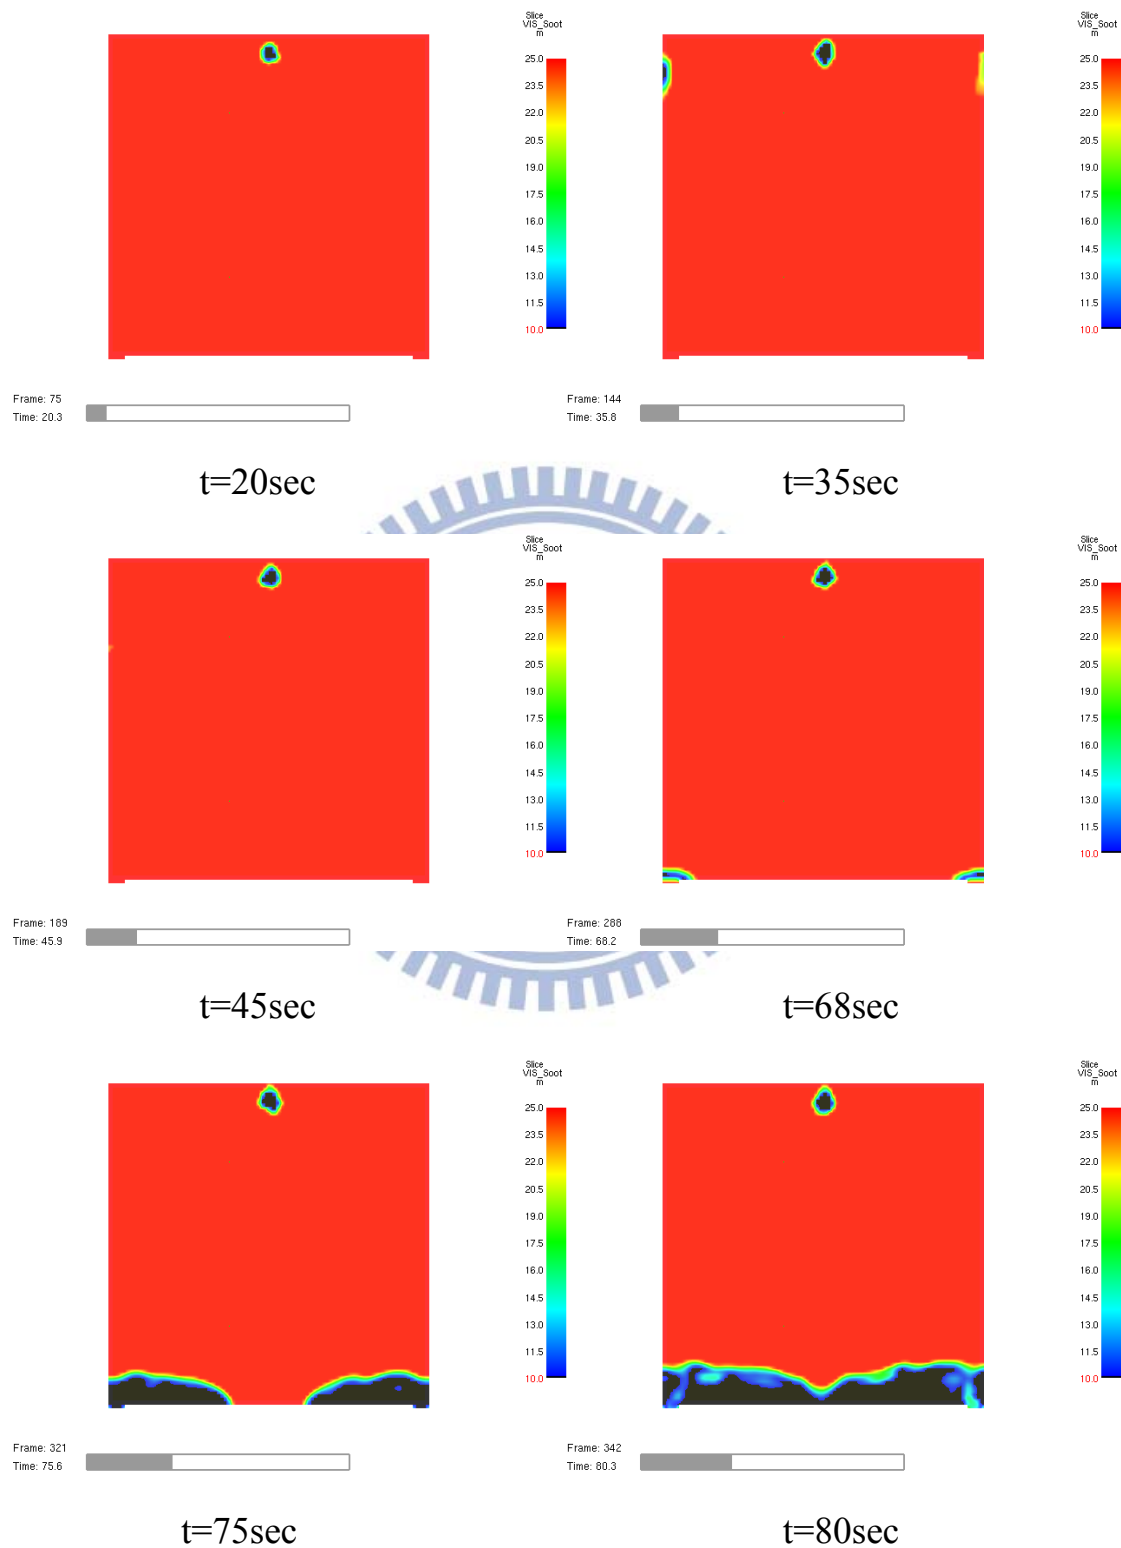 Slice
VIS_Soot
m
25.0
23.5
22.0
20.5
19.0
17.5
16.0
14.5
13.0
11.5
10.0
Frame: 75
Time: 20.3
t=20sec
Slice
VIS_Soot
m
25.0
23.5
22.0
20.5
19.0
17.5
16.0
14.5
13.0
11.5
10.0
Frame: 144
Time: 35.8
t=35sec
Slice
VIS_Soot
m
25.0
23.5
22.0
20.5
19.0
17.5
16.0
14.5
13.0
11.5
10.0
Frame: 189
Time: 45.9
t=45sec
Slice
VIS_Soot
m
25.0
23.5
22.0
20.5
19.0
17.5
16.0
14.5
13.0
11.5
10.0
Frame: 288
Time: 68.2
t=68sec
Slice
VIS_Soot
m
25.0
23.5
22.0
20.5
19.0
17.5
16.0
14.5
13.0
11.5
10.0
Frame: 321
Time: 75.6
t=75sec
Slice
VIS_Soot
m
25.0
23.5
22.0
20.5
19.0
17.5
16.0
14.5
13.0
11.5
10.0
Frame: 342
Time: 80.3
t=80sec